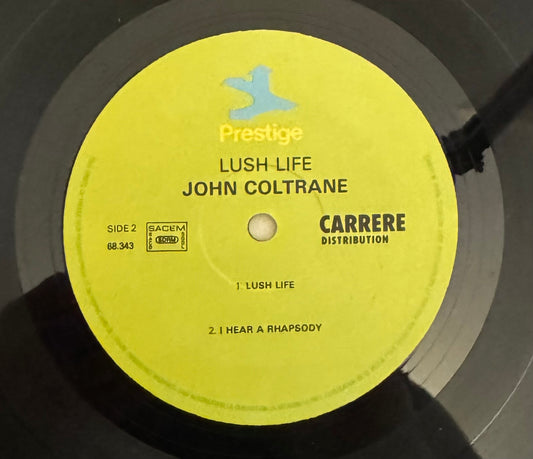 Prestige
LUSH LIFE
JOHN COLTRANE
SIDE 2
68.343
SACEM
CARRERE
DISTRIBUTION
1. LUSH LIFE
2. I HEAR A RHAPSODY